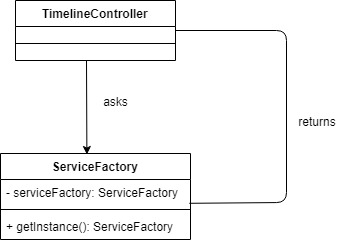 TimelineController
asks
returns
ServiceFactory
- serviceFactory: ServiceFactory
+ getInstance(): ServiceFactory